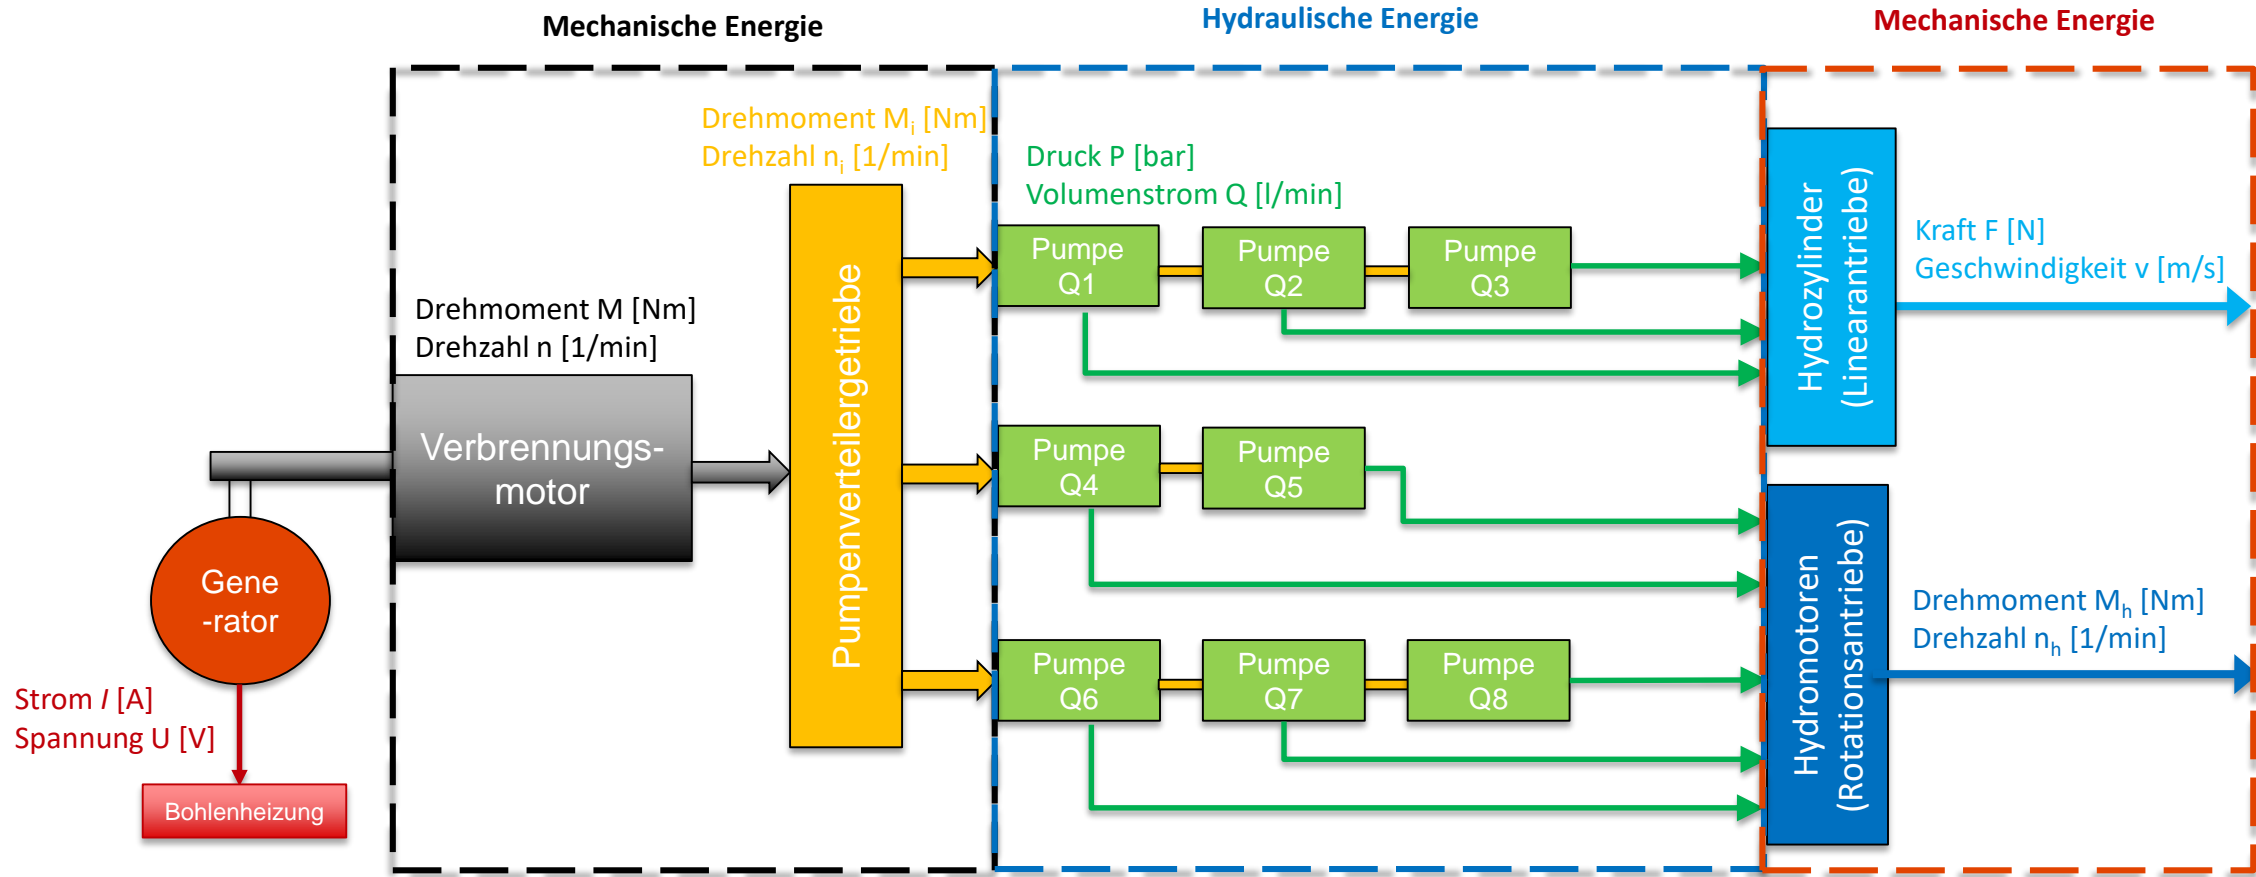 Mechanische Energie
Hydraulische Energie
Mechanische Energie
Drehmoment Mi [Nm]
Drehzahl ni [1/min]
Druck P [bar]
Volumenstrom Q [l/min]
Pumpe
Q1
Pumpe
Q2
Pumpe
Q3
Hydrozylinder
(Linearantriebe)
Kraft F [N]
Geschwindigkeit v [m/s]
Drehmoment M [Nm]
Drehzahl n [1/min]
Verbrennungs-
motor
Pumpenverteilergetriebe
Pumpe
Q4
Pumpe
Q5
Gene
-rator
Hydromotoren
(Rotationsantriebe)
Drehmoment Mh [Nm]
Drehzahl nh [1/min]
Pumpe
Q6
Pumpe
Q7
Pumpe
Q8
Strom I [A]
Spannung U [V]
Bohlenheizung